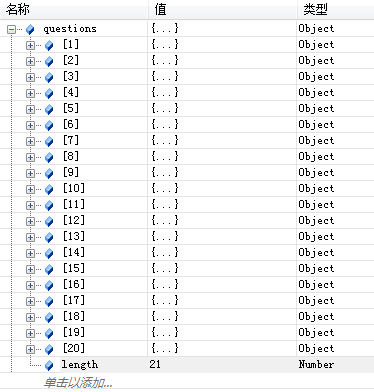 名称 值 类型
questions {...} Object
[1] {...} Object
[2] {...} Object
[3] {...} Object
[4] {...} Object
[5] {...} Object
[6] {...} Object
[7] {...} Object
[8] {...} Object
[9] {...} Object
[10] {...} Object
[11] {...} Object
[12] {...} Object
[13] {...} Object
[14] {...} Object
[15] {...} Object
[16] {...} Object
[17] {...} Object
[18] {...} Object
[19] {...} Object
[20] {...} Object
length 21 Number
单击以添加...